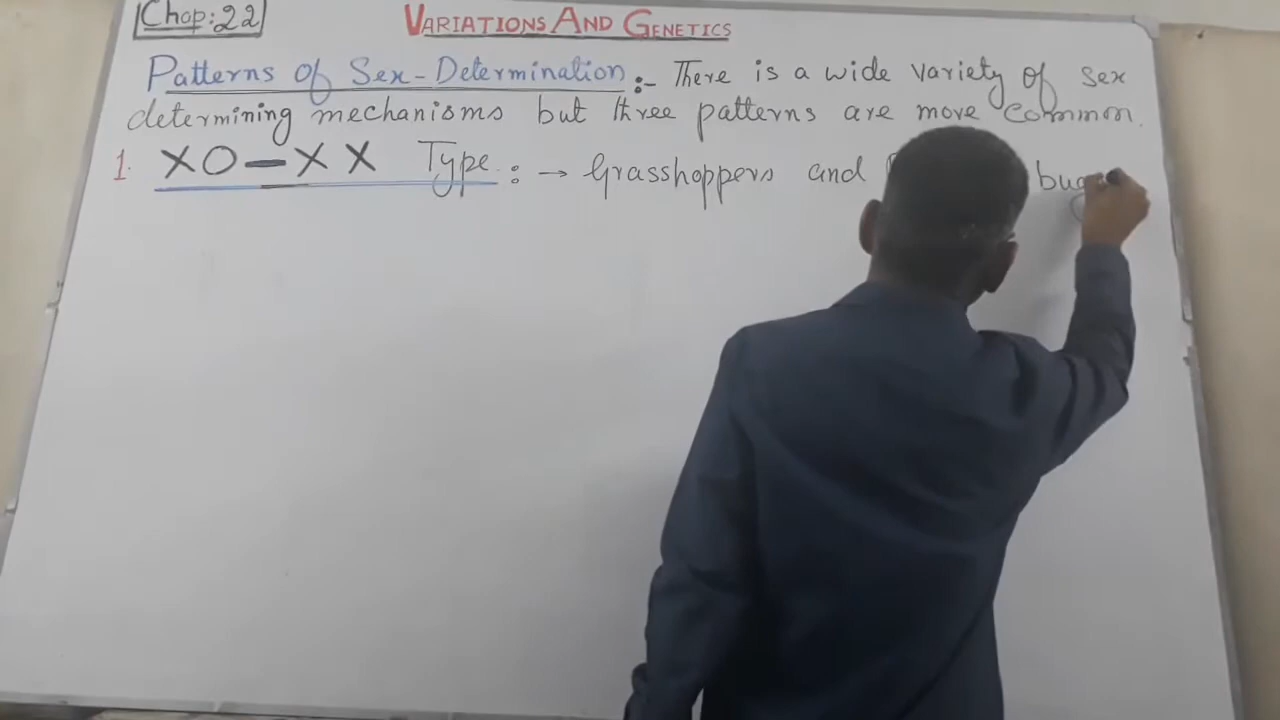 Chap:22
VARIATIONS AND GENETICS
Patterns of Sex-Determination :- There is a wide variety of sex
determining mechanisms but three patterns are more common.
1. XO-XX Type : → Grasshoppers and